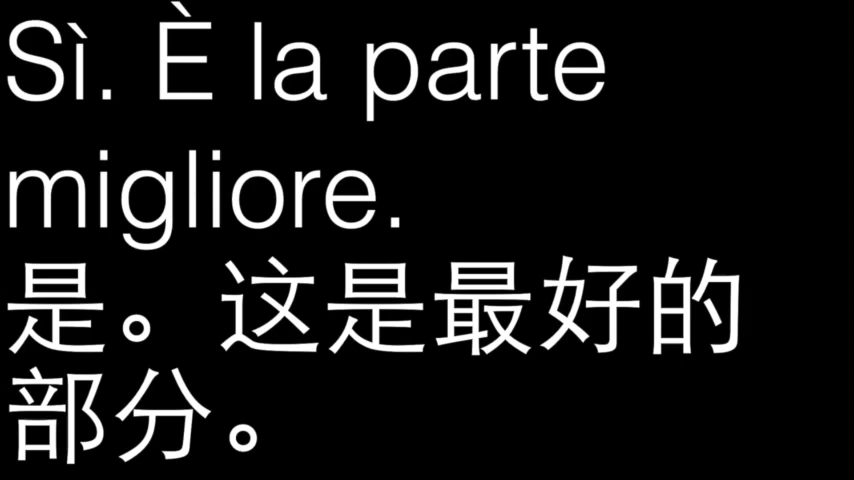 Sì. È la parte
migliore.
是。这是最好的
部分。